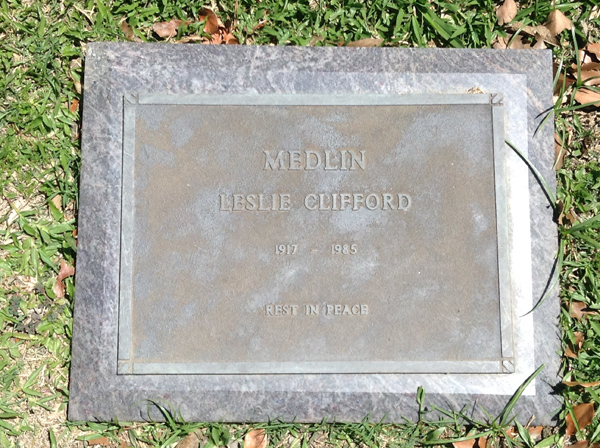 MEDLIN
LESLIE CLIFFORD
1917 - 1985
REST IN PEACE